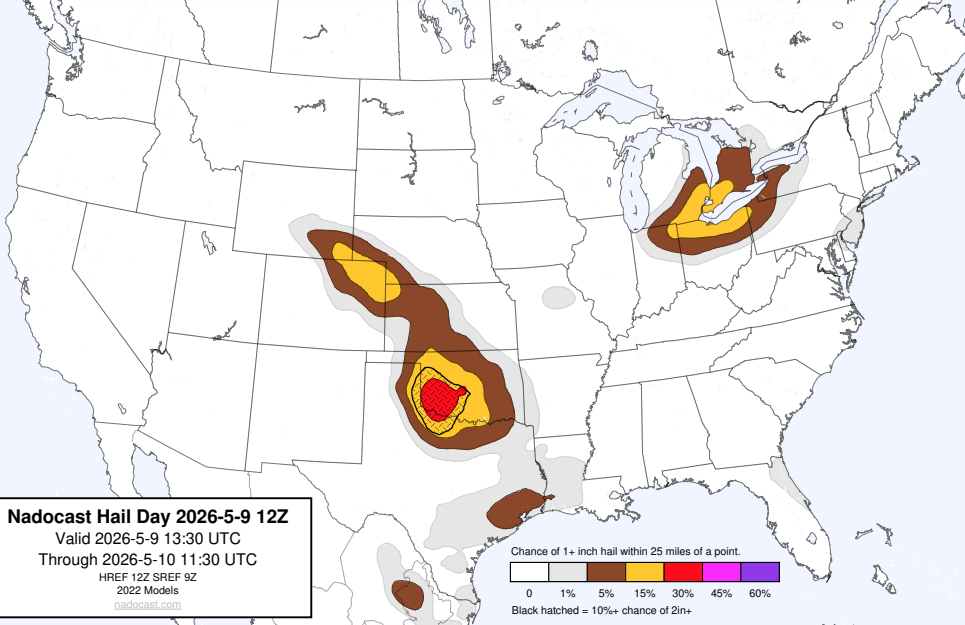 Nadocast Hail Day 2026-5-9 12Z
Valid 2026-5-9 13:30 UTC
Through 2026-5-10 11:30 UTC
HREF 12Z SREF 9Z
2022 Models
nadocast.com
Chance of 1+ inch hail within 25 miles of a point.
0 1% 5% 15% 30% 45% 60%
Black hatched = 10%+ chance of 2in+